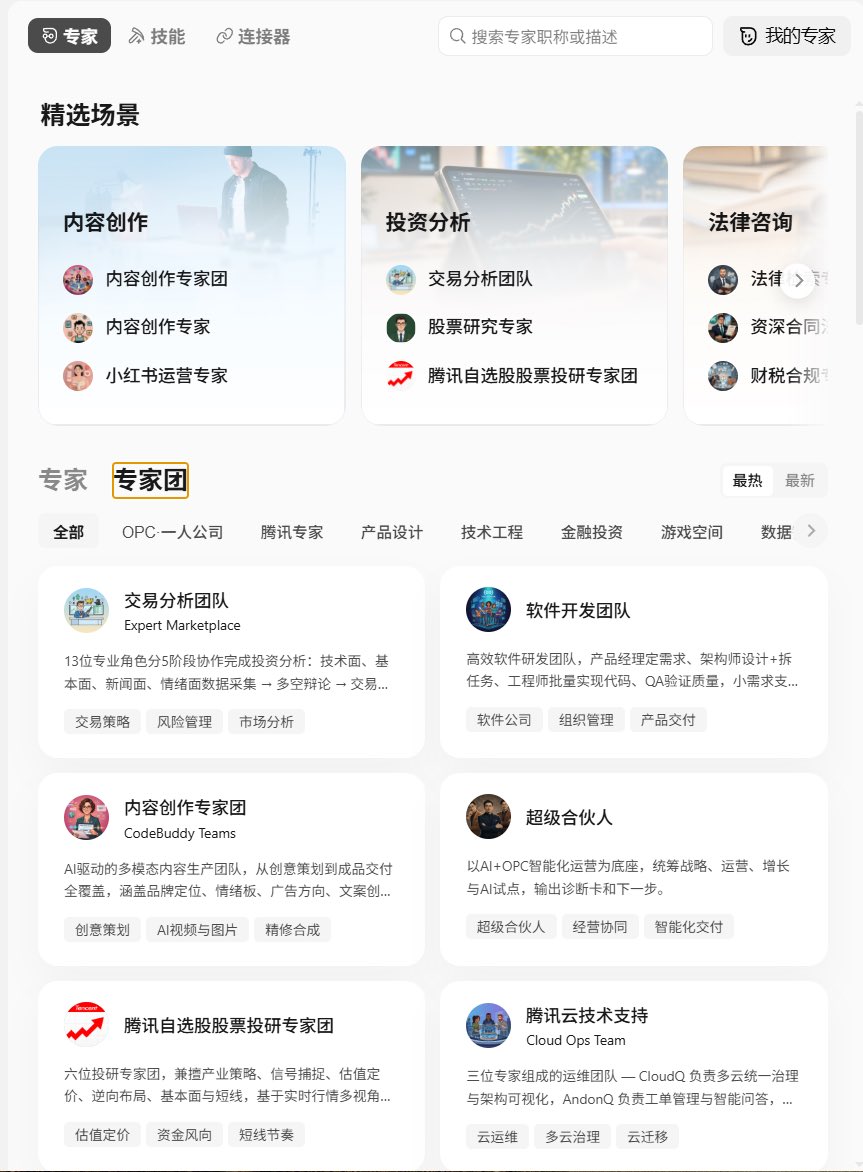 专家
技能
连接器
搜索专家职称或描述
我的专家
精选场景
内容创作
内容创作专家团
内容创作专家
小红书运营专家
投资分析
交易分析团队
股票研究专家
腾讯自选股股票投研专家团
法律咨询
法律
资深合同
财税合规
专家
专家团
最热
最新
全部
OPC·一人公司
腾讯专家
产品设计
技术工程
金融投资
游戏空间
数据
交易分析团队
Expert Marketplace
13位专业角色分5阶段协作完成投资分析：技术面、基
本面、新闻面、情绪面数据采集 → 多空辩论 → 交易...
交易策略
风险管理
市场分析
软件开发团队
高效软件研发团队，产品经理定需求、架构师设计+拆
任务、工程师批量实现代码、QA验证质量，小需求支...
软件公司
组织管理
产品交付
内容创作专家团
CodeBuddy Teams
AI驱动的多模态内容生产团队，从创意策划到成品交付
全覆盖，涵盖品牌定位、情绪板、广告方向、文案创...
创意策划
AI视频与图片
精修合成
超级合伙人
以AI+OPC智能化运营为底座，统筹战略、运营、增长
与AI试点，输出诊断卡和下一步。
超级合伙人
经营协同
智能化交付
Tencent
腾讯自选股股票投研专家团
六位投研专家团，兼擅产业策略、信号捕捉、估值定
价、逆向布局、基本面与短线，基于实时行情多视角...
估值定价
资金风向
短线节奏
腾讯云技术支持
Cloud Ops Team
三位专家组成的运维团队 — CloudQ 负责多云统一治理
与架构可视化，AndonQ 负责工单管理与智能问答，...
云运维
多云治理
云迁移